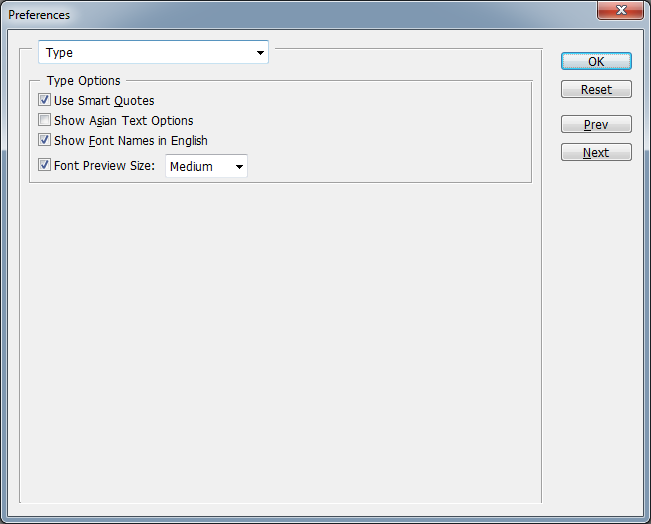 Preferences
Type
Type Options
Use Smart Quotes
Show Asian Text Options
Show Font Names in English
Font Preview Size: Medium
OK
Reset
Prev
Next